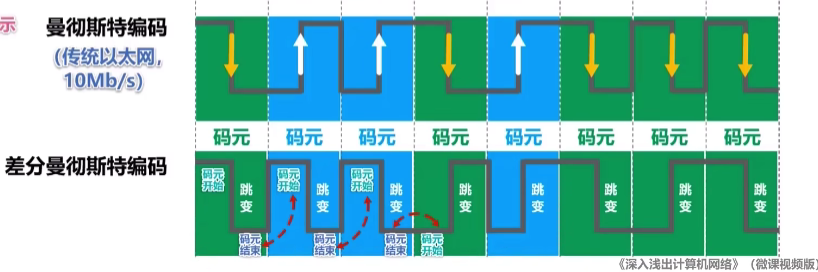 示
曼彻斯特编码
(传统以太网,
10Mb/s)
码元 码元 码元 码元 码元 码元 码元 码元
差分曼彻斯特编码
码元
开始
跳
变
码元
开始
跳
变
码元
开始
跳
变
跳
变
跳
变
跳
变
跳
变
跳
变
码元
结束
码元
结束
码元
结束
码元
开始
《深入浅出计算机网络》（微课视频版）